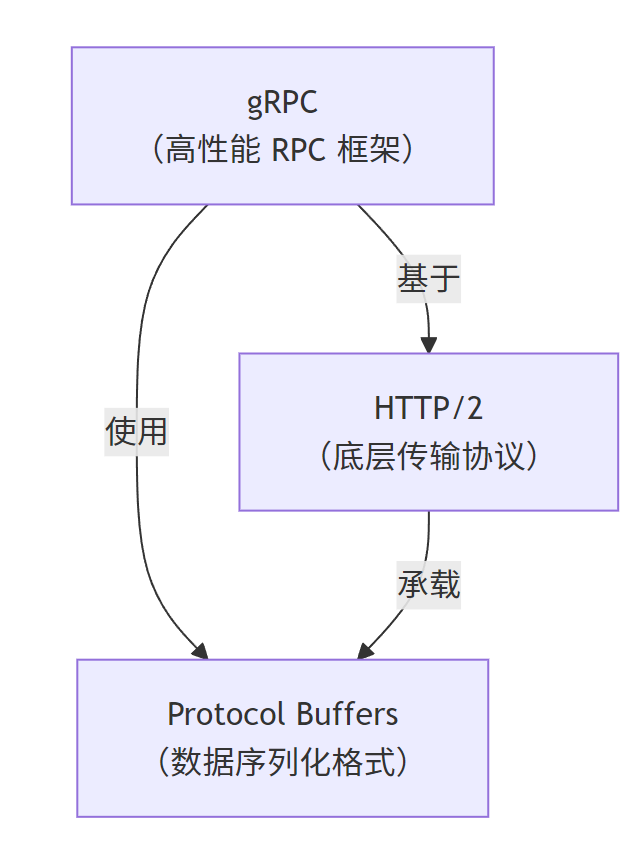 gRPC
（高性能 RPC 框架）
基于
HTTP/2
（底层传输协议）
使用
承载
Protocol Buffers
（数据序列化格式）